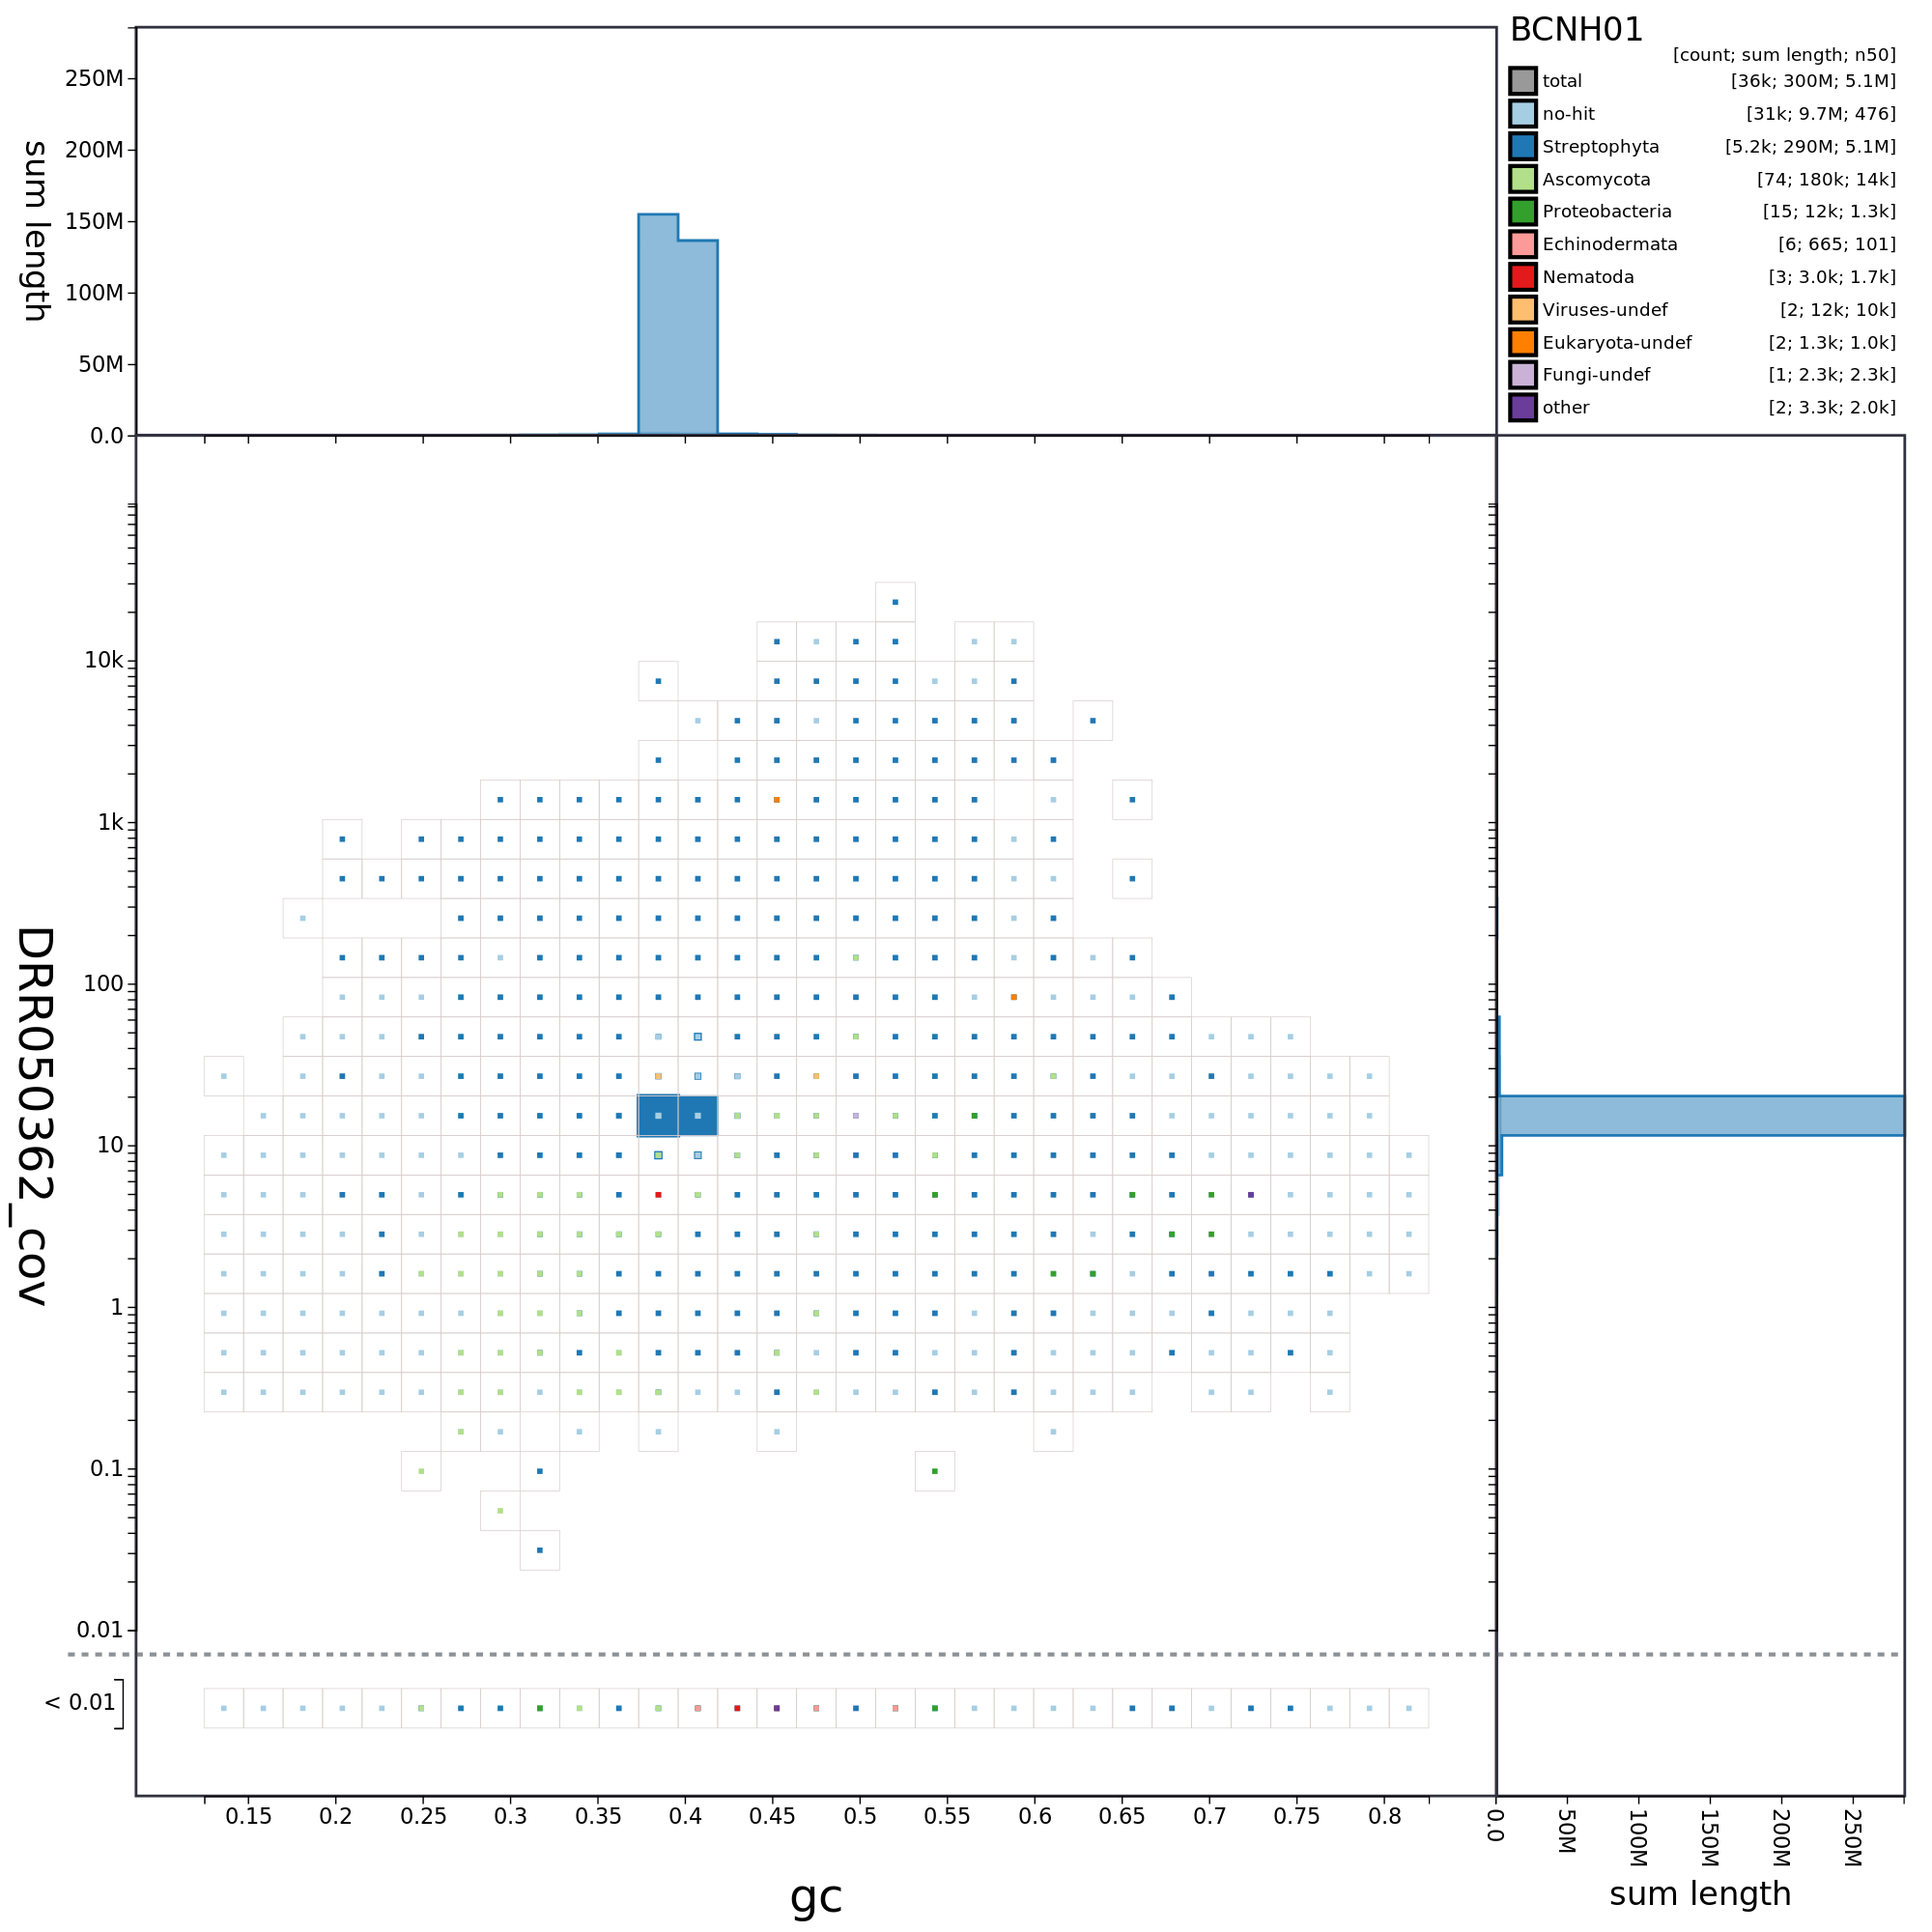 BCNH01
[count; sum length; n50]
total [36k; 300M; 5.1M]
no-hit [31k; 9.7M; 476]
Streptophyta [5.2k; 290M; 5.1M]
Ascomycota [74; 180k; 14k]
Proteobacteria [15; 12k; 1.3k]
Echinodermata [6; 665; 101]
Nematoda [3; 3.0k; 1.7k]
Viruses-undef [2; 12k; 10k]
Eukaryota-undef [2; 1.3k; 1.0k]
Fungi-undef [1; 2.3k; 2.3k]
other [2; 3.3k; 2.0k]
sum length
250M
200M
150M
100M
50M
0.0
DRR050362_cov
10k
1k
100
10
1
0.1
0.01
< 0.01
0.15 0.2 0.25 0.3 0.35 0.4 0.45 0.5 0.55 0.6 0.65 0.7 0.75 0.8
gc
0.0 50M 100M 150M 200M 250M
sum length